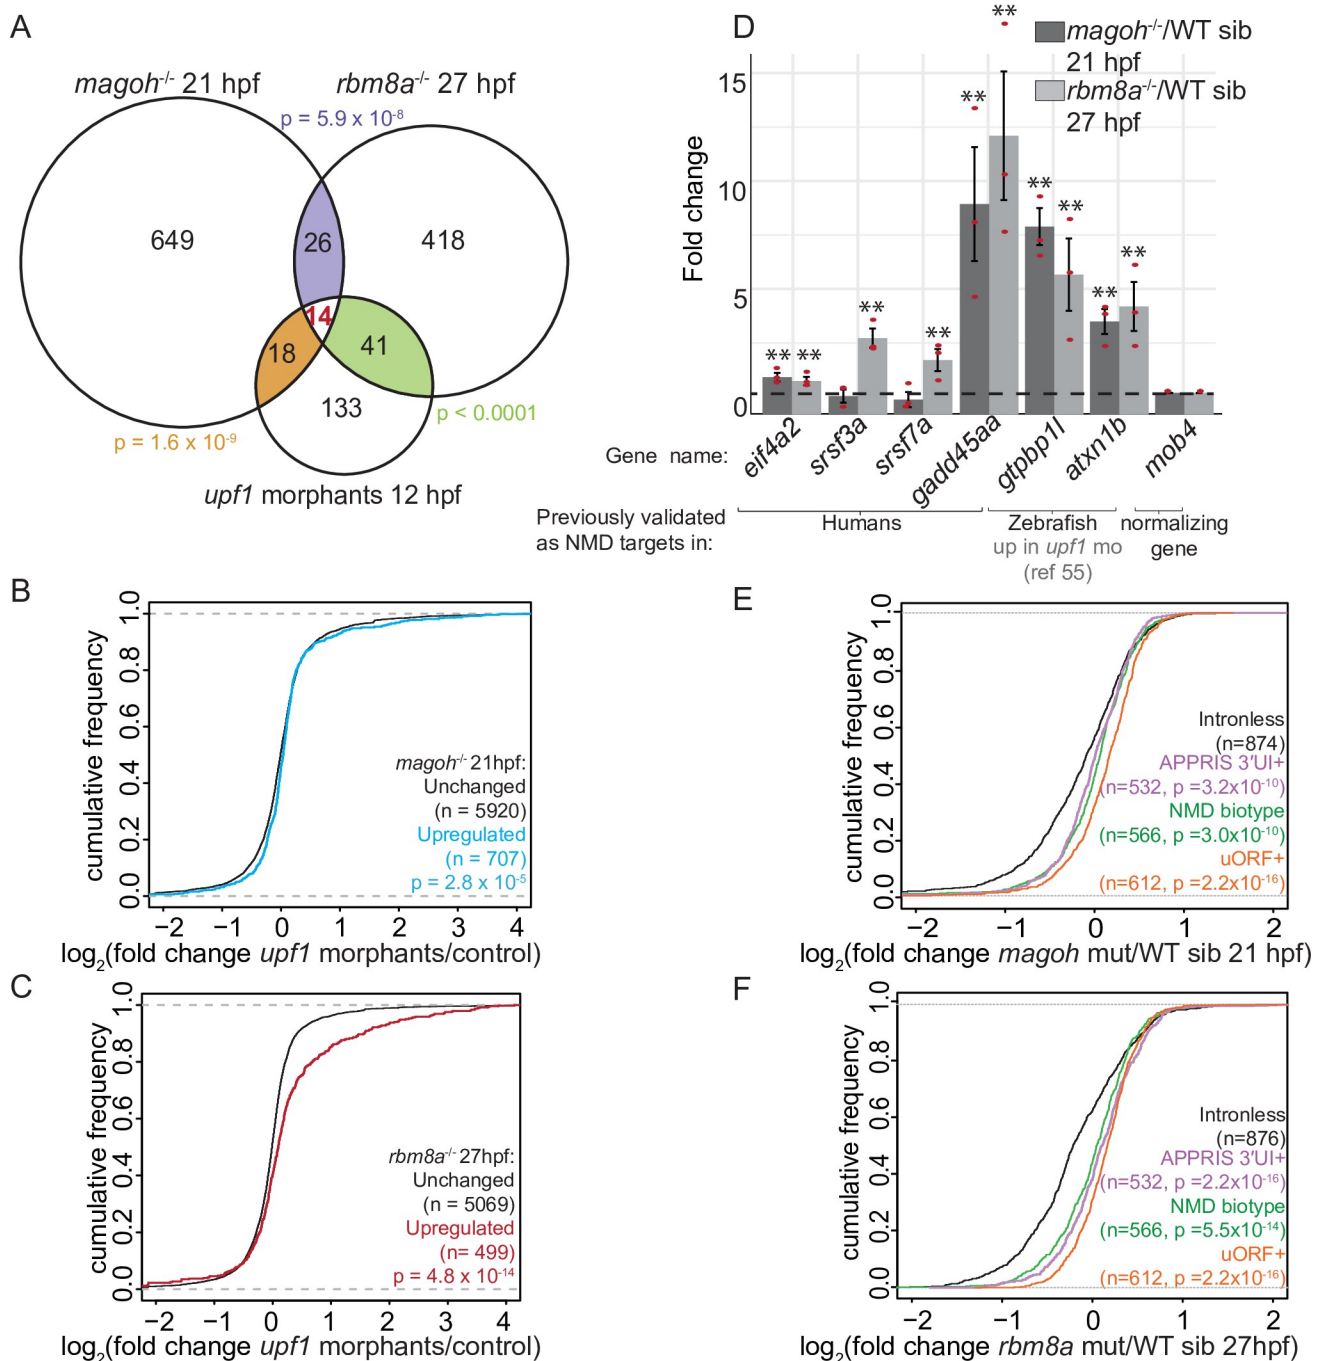 A
magoh-/- 21 hpf
rbm8a-/- 27 hpf
p = 5.9 x 10-8
649
26
418
14
18
41
133
p < 0.0001
p = 1.6 x 10-9
upf1 morphants 12 hpf
D
magoh-/-/WT sib
21 hpf
rbm8a-/-/WT sib
27 hpf
Fold change
15
10
5
0
** ** ** ** ** ** ** ** ** **
Gene name:
eif4a2
srsf3a
srsf7a
gadd45aa
gtpbp1l
atxn1b
mob4
Previously validated
as NMD targets in:
Humans
Zebrafish
up in upf1 mo
(ref 55)
normalizing
gene
B
cumulative frequency
1.0
0.8
0.6
0.4
0.2
0.0
magoh-/- 21hpf:
Unchanged
(n = 5920)
Upregulated
(n = 707)
p = 2.8 x 10-5
−2 −1 0 1 2 3 4
log2(fold change upf1 morphants/control)
E
cumulative frequency
1.0
0.8
0.6
0.4
0.2
0.0
Intronless
(n=874)
APPRIS 3′UI+
(n=532, p =3.2x10-10)
NMD biotype
(n=566, p =3.0x10-10)
uORF+
(n=612, p =2.2x10-16)
−2 −1 0 1 2
log2(fold change magoh mut/WT sib 21 hpf)
C
cumulative frequency
1.0
0.8
0.6
0.4
0.2
0.0
rbm8a-/- 27hpf:
Unchanged
(n = 5069)
Upregulated
(n= 499)
p = 4.8 x 10-14
−2 −1 0 1 2 3 4
log2(fold change upf1 morphants/control)
F
cumulative frequency
1.0
0.8
0.6
0.4
0.2
0.0
Intronless
(n=876)
APPRIS 3′UI+
(n=532, p =2.2x10-16)
NMD biotype
(n=566, p =5.5x10-14)
uORF+
(n=612, p =2.2x10-16)
−2 −1 0 1 2
log2(fold change rbm8a mut/WT sib 27hpf)